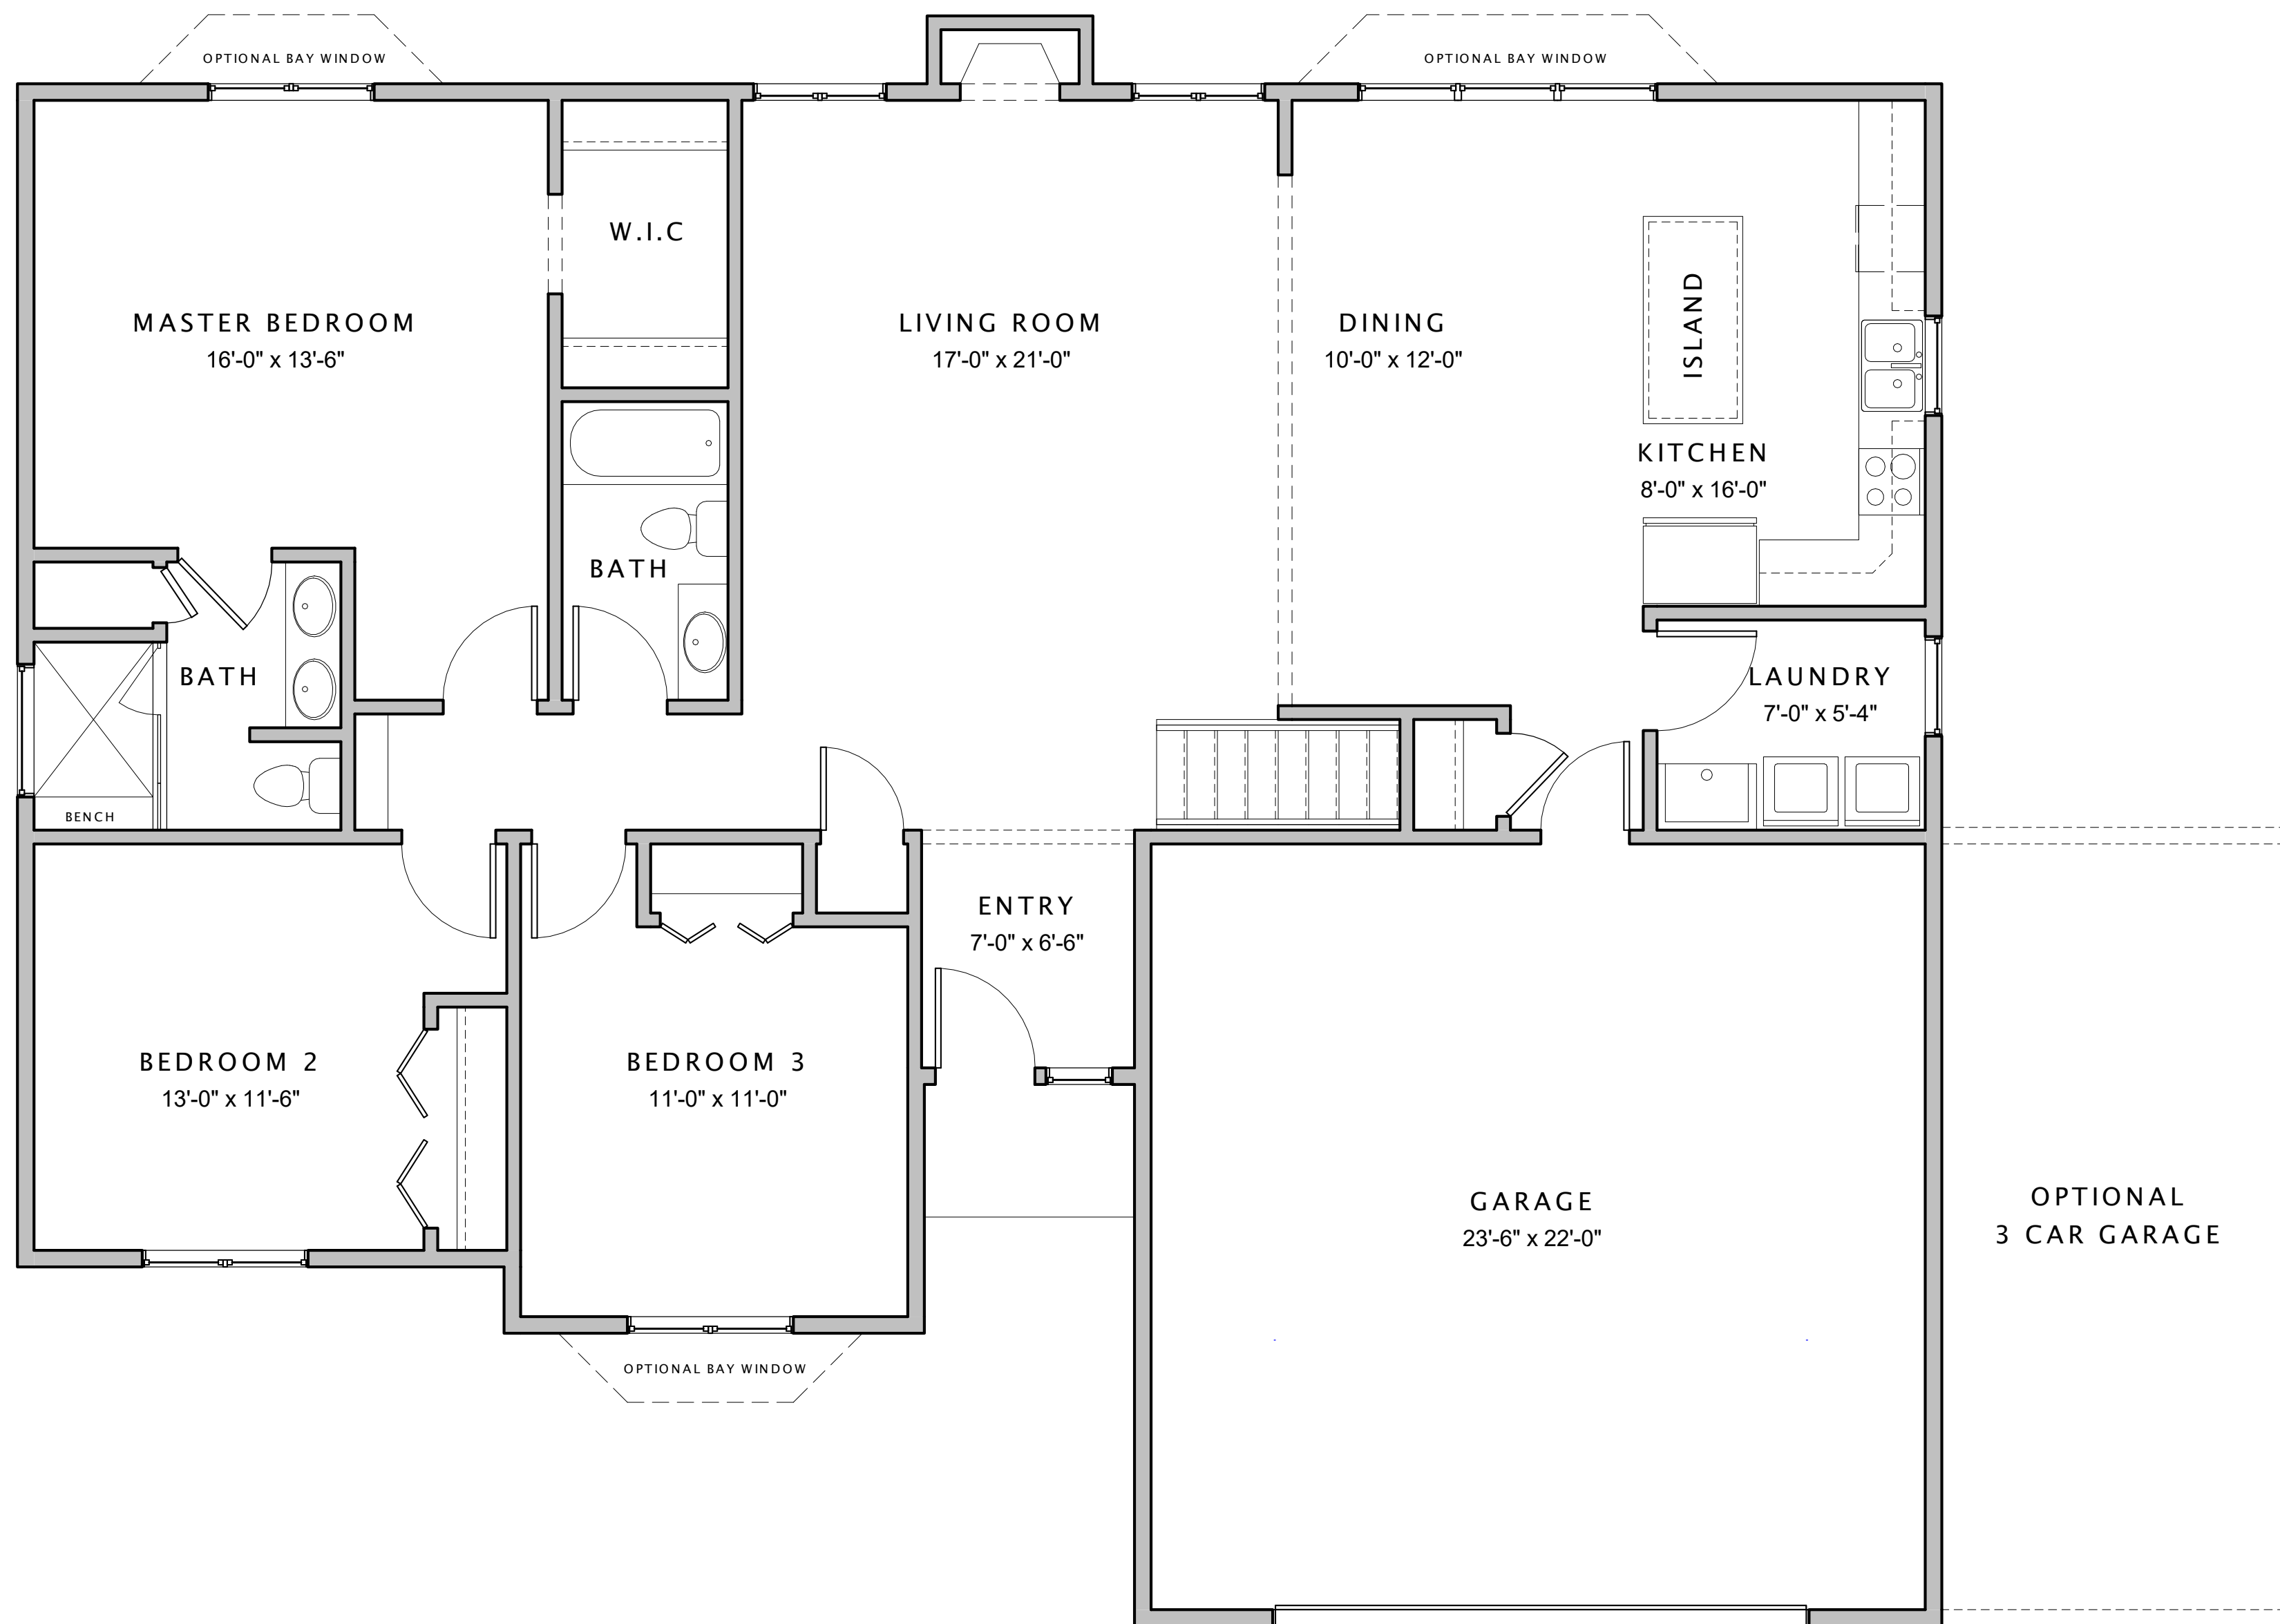 OPTIONAL BAY WINDOW
OPTIONAL BAY WINDOW
W.I.C
MASTER BEDROOM
16'-0" x 13'-6"
LIVING ROOM
17'-0" x 21'-0"
DINING
10'-0" x 12'-0"
ISLAND
KITCHEN
8'-0" x 16'-0"
BATH
BATH
LAUNDRY
7'-0" x 5'-4"
BENCH
ENTRY
7'-0" x 6'-6"
BEDROOM 2
13'-0" x 11'-6"
BEDROOM 3
11'-0" x 11'-0"
GARAGE
23'-6" x 22'-0"
OPTIONAL
3 CAR GARAGE
OPTIONAL BAY WINDOW